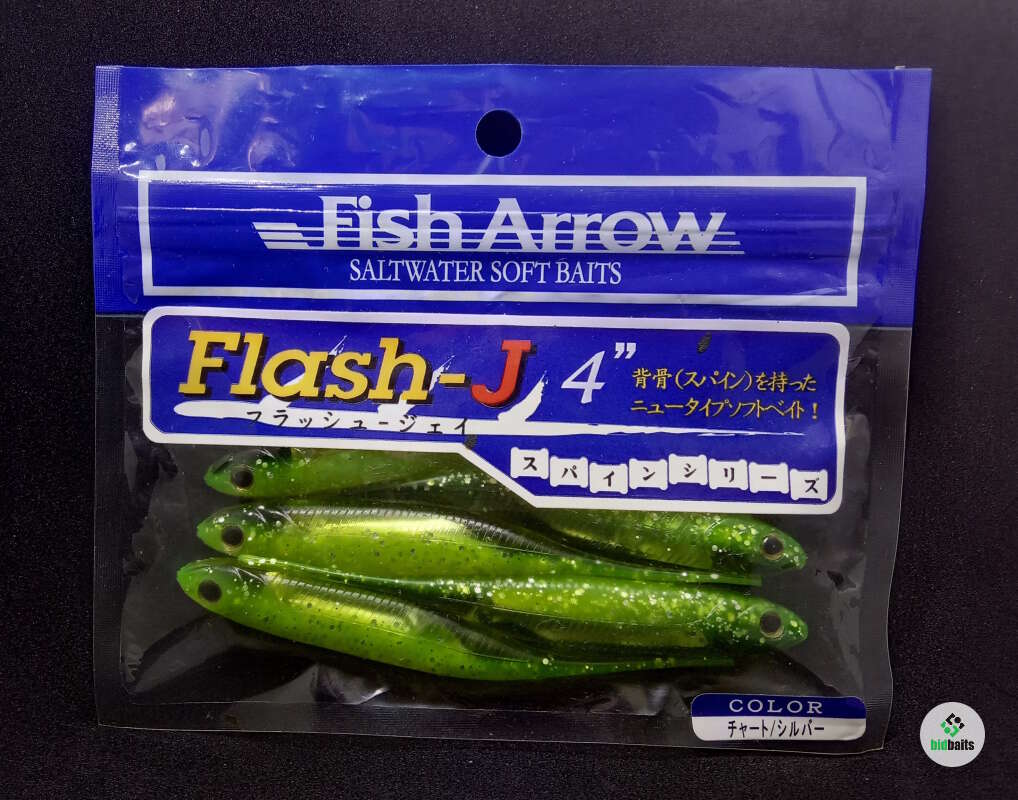 Fish Arrow
SALTWATER SOFT BAITS
Flash-J 4”
フラッシュ-ジェイ
背骨(スパイン)を持った
ニュータイプソフトベイト!
スパインシリーズ
COLOR
チャート/シルバー
bidbaits